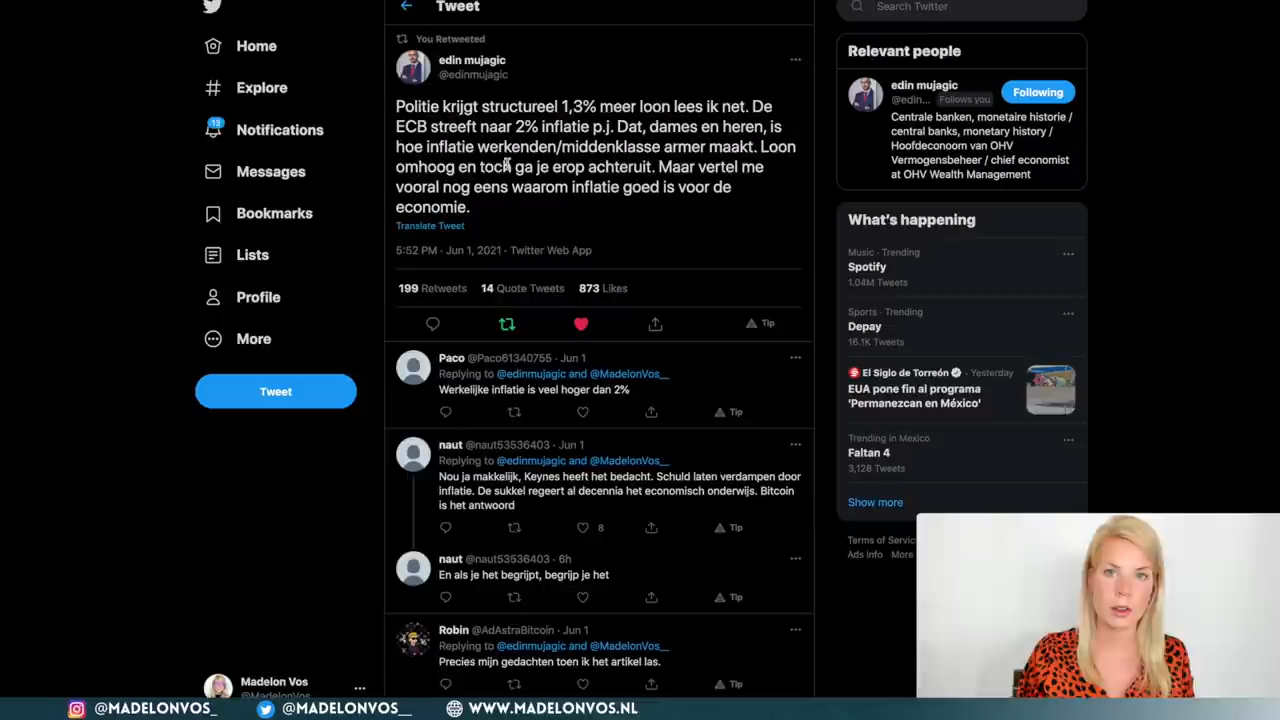 Home
Explore
13
Notifications
Messages
Bookmarks
Lists
Profile
More
Tweet
Madelon Vos
@MadelonVos
Tweet
You Retweeted
edin mujagic
@edinmujagic
Politie krijgt structureel 1,3% meer loon lees ik net. De
ECB streeft naar 2% inflatie p.j. Dat, dames en heren, is
hoe inflatie werkenden/middenklasse armer maakt. Loon
omhoog en toch ga je erop achteruit. Maar vertel me
vooral nog eens waarom inflatie goed is voor de
economie.
Translate Tweet
5:52 PM · Jun 1, 2021 · Twitter Web App
199 Retweets 14 Quote Tweets 873 Likes
Tip
Paco @Paco61340755 · Jun 1
Replying to @edinmujagic and @MadelonVos__
Werkelijke inflatie is veel hoger dan 2%
Tip
naut @naut53536403 · Jun 1
Replying to @edinmujagic and @MadelonVos__
Nou ja makkelijk, Keynes heeft het bedacht. Schuld laten verdampen door
inflatie. De sukkel regeert al decennia het economisch onderwijs. Bitcoin
is het antwoord
8 Tip
naut @naut53536403 · 6h
En als je het begrijpt, begrijp je het
Tip
Robin @AdAstraBitcoin · Jun 1
Replying to @edinmujagic and @MadelonVos__
Precies mijn gedachten toen ik het artikel las.
Tip
Search Twitter
Relevant people
edin mujagic
@edin... Follows you
Following
Centrale banken, monetaire historie /
central banks, monetary history /
Hoofdeconoom van OHV
Vermogensbeheer / chief economist
at OHV Wealth Management
What's happening
Music · Trending
Spotify
1.04M Tweets
Sports · Trending
Depay
16.1K Tweets
El Siglo de Torreón · Yesterday
EUA pone fin al programa
'Permanezcan en México'
Trending in Mexico
Faltan 4
3,128 Tweets
Show more
Terms of Servic
Ads info More
@MADELONVOS_ @MADELONVOS__ WWW.MADELONVOS.NL